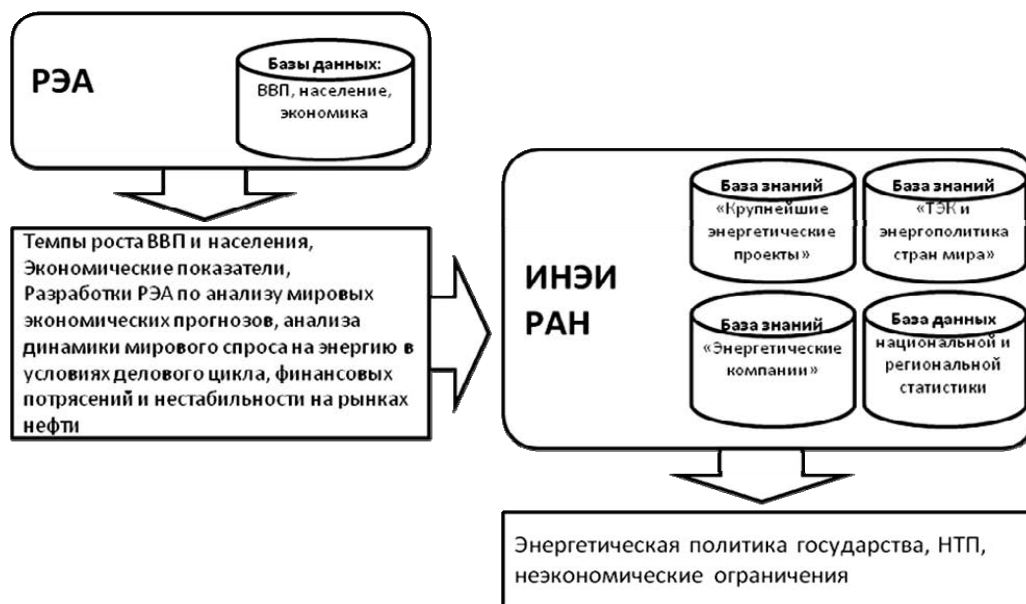 РЭА
Базы данных:
ВВП, население,
экономика
Темпы роста ВВП и населения,
Экономические показатели,
Разработки РЭА по анализу мировых
экономических прогнозов, анализа
динамики мирового спроса на энергию в
условиях делового цикла, финансовых
потрясений и нестабильности на рынках
нефти
ИНЭИ
РАН
База знаний
«Крупнейшие
энергетические
проекты»
База знаний
«ТЭК и
энергополитика
стран мира»
База знаний
«Энергетические
компании»
База данных
национальной и
региональной
статистики
Энергетическая политика государства, НТП,
неэкономические ограничения